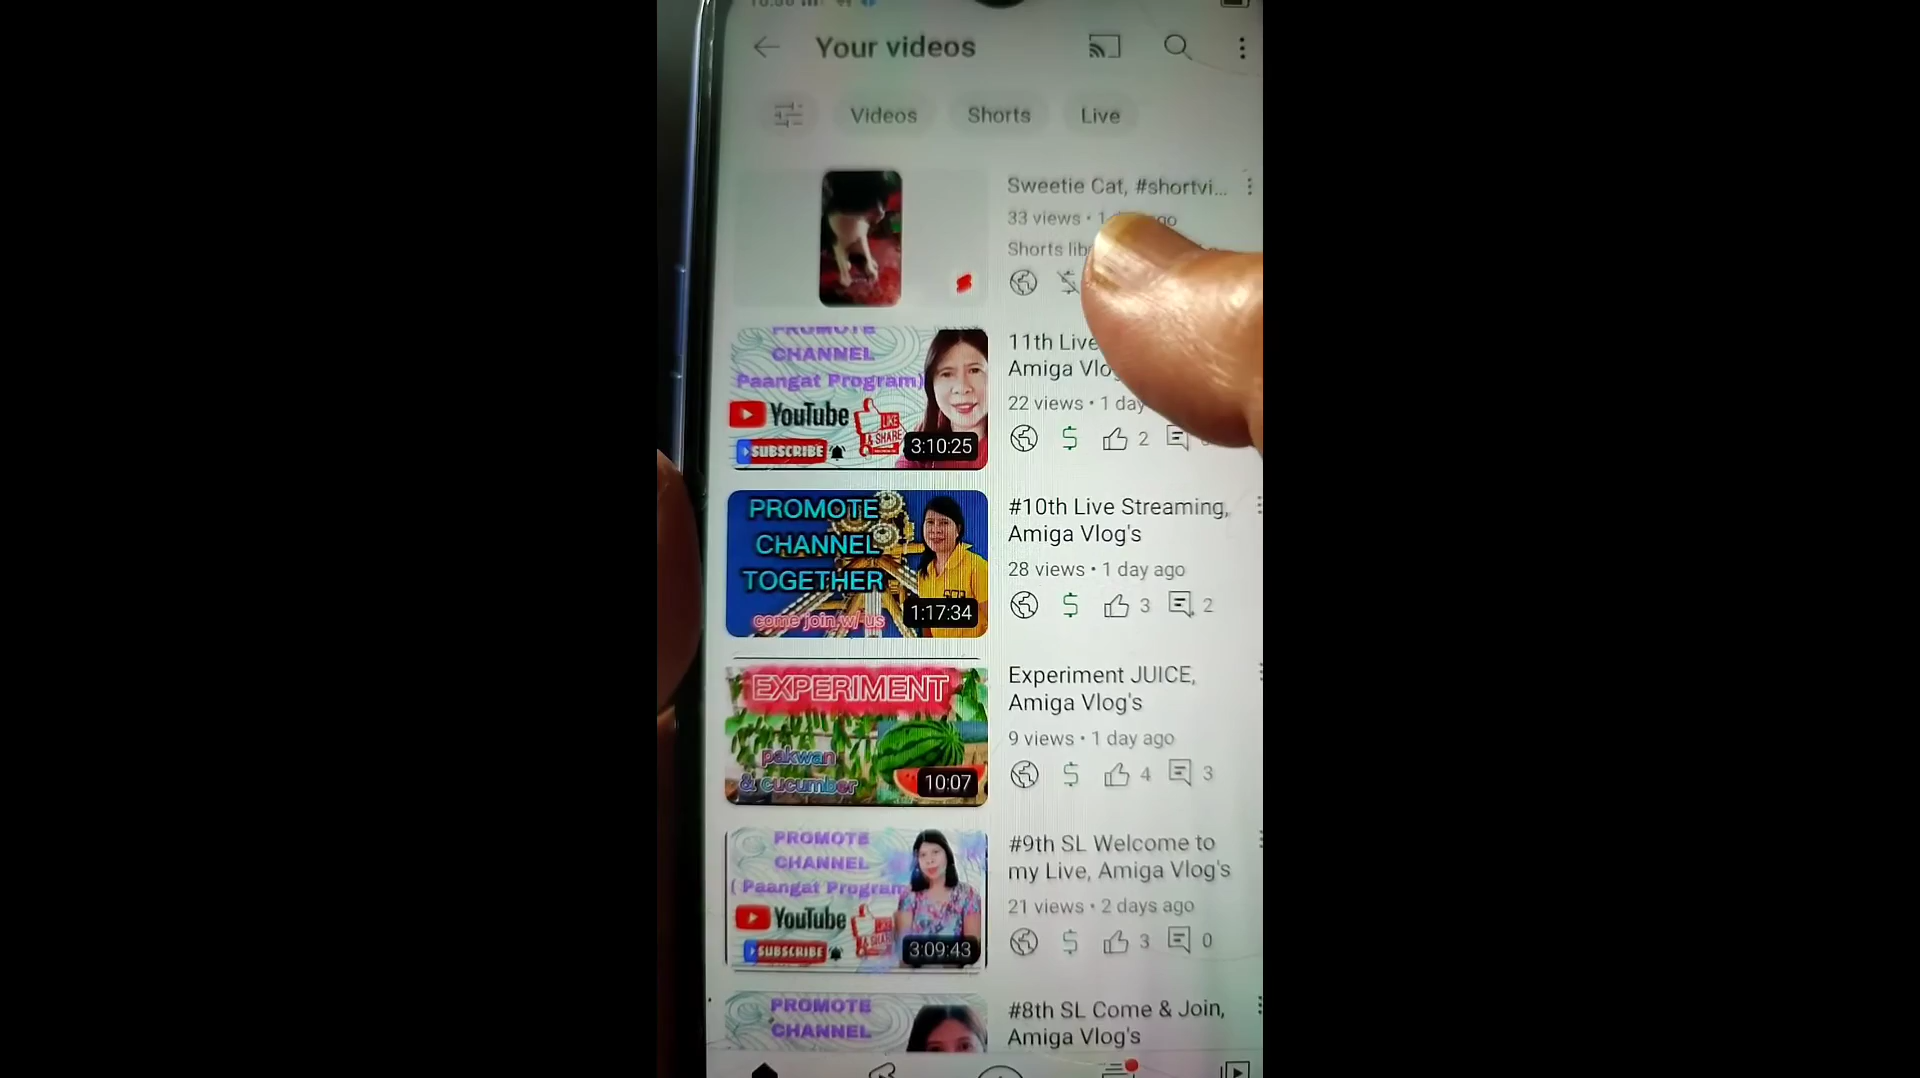 Your videos
Videos
Shorts
Live
Sweetie Cat, #shortvi...
33 views • 1
Shorts
PROMOTE
CHANNEL
Paangat Program)
YouTube
LIKE
& SHARE
SUBSCRIBE
3:10:25
11th Live
Amiga
22 views • 1 day
2
PROMOTE
CHANNEL
TOGETHER
come join w/ us
1:17:34
#10th Live Streaming,
Amiga Vlog's
28 views • 1 day ago
3
2
EXPERIMENT
pakwan
& cucumber
10:07
Experiment JUICE,
Amiga Vlog's
9 views • 1 day ago
4
3
PROMOTE
CHANNEL
( Paangat Program
YouTube
SUBSCRIBE
3:09:43
#9th SL Welcome to
my Live, Amiga Vlog's
21 views • 2 days ago
3
0
PROMOTE
CHANNEL
#8th SL Come & Join,
Amiga Vlog's